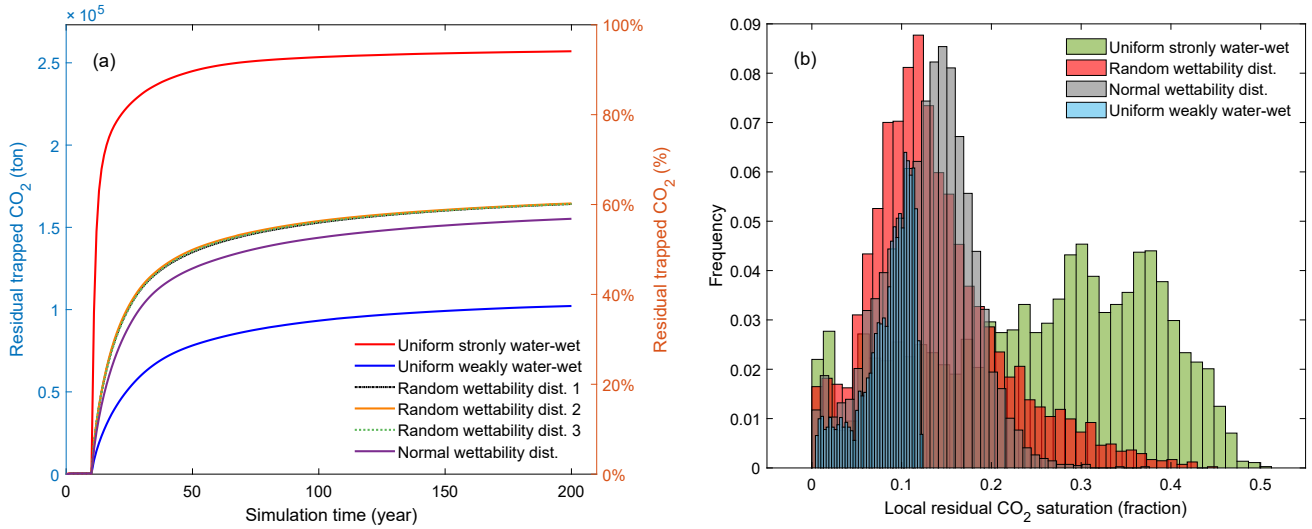 × 10⁵
(a)
2.5
2
1.5
1
0.5
0
Residual trapped CO₂ (ton)
100%
80%
60%
40%
20%
0%
Residual trapped CO₂ (%)
Uniform stronly water-wet
Uniform weakly water-wet
Random wettability dist. 1
Random wettability dist. 2
Random wettability dist. 3
Normal wettability dist.
0 50 100 150 200
Simulation time (year)
(b)
0.09
0.08
0.07
0.06
0.05
0.04
0.03
0.02
0.01
0
Frequency
Uniform stronly water-wet
Random wettability dist.
Normal wettability dist.
Uniform weakly water-wet
0 0.1 0.2 0.3 0.4 0.5
Local residual CO₂ saturation (fraction)